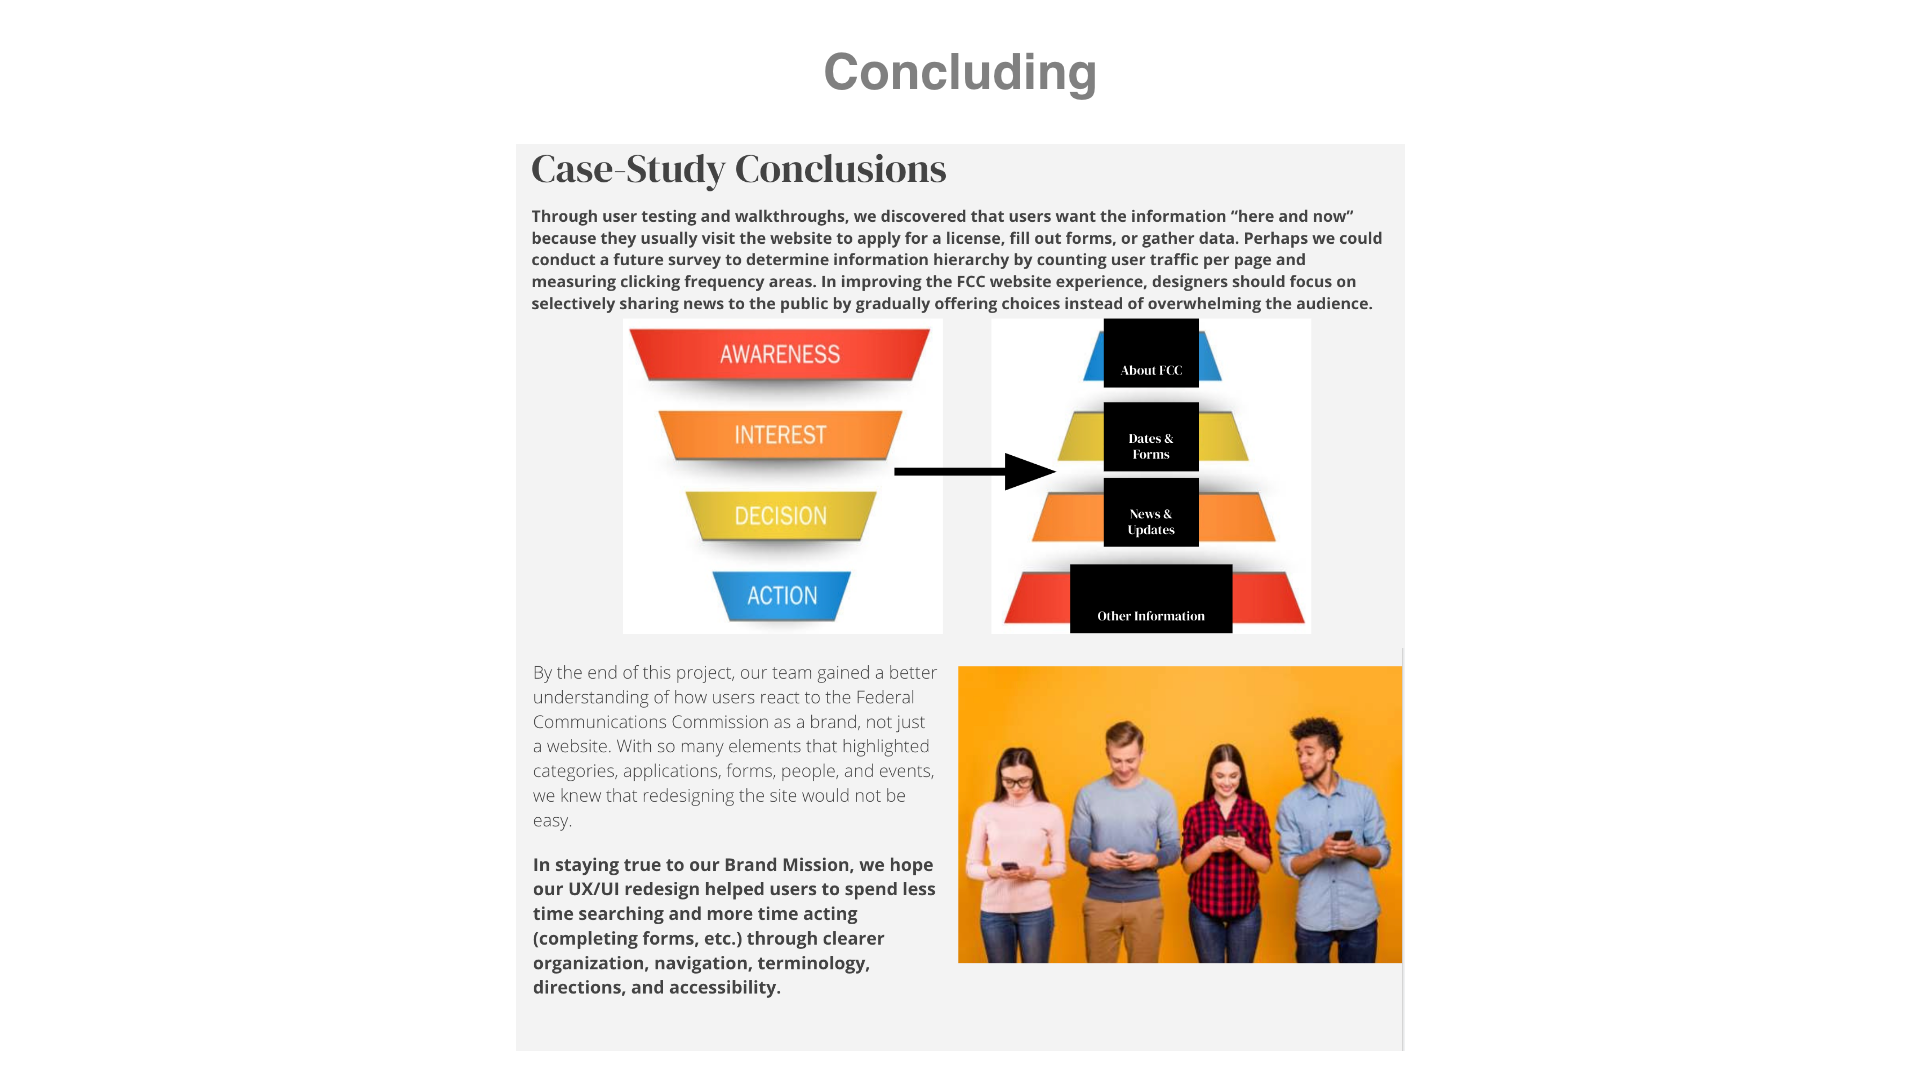 Concluding
Case-Study Conclusions
Through user testing and walkthroughs, we discovered that users want the information “here and now”
because they usually visit the website to apply for a license, fill out forms, or gather data. Perhaps we could
conduct a future survey to determine information hierarchy by counting user traffic per page and
measuring clicking frequency areas. In improving the FCC website experience, designers should focus on
selectively sharing news to the public by gradually offering choices instead of overwhelming the audience.
AWARENESS
INTEREST
DECISION
ACTION
About FCC
Dates &
Forms
News &
Updates
Other Information
By the end of this project, our team gained a better
understanding of how users react to the Federal
Communications Commission as a brand, not just
a website. With so many elements that highlighted
categories, applications, forms, people, and events,
we knew that redesigning the site would not be
easy.
In staying true to our Brand Mission, we hope
our UX/UI redesign helped users to spend less
time searching and more time acting
(completing forms, etc.) through clearer
organization, navigation, terminology,
directions, and accessibility.